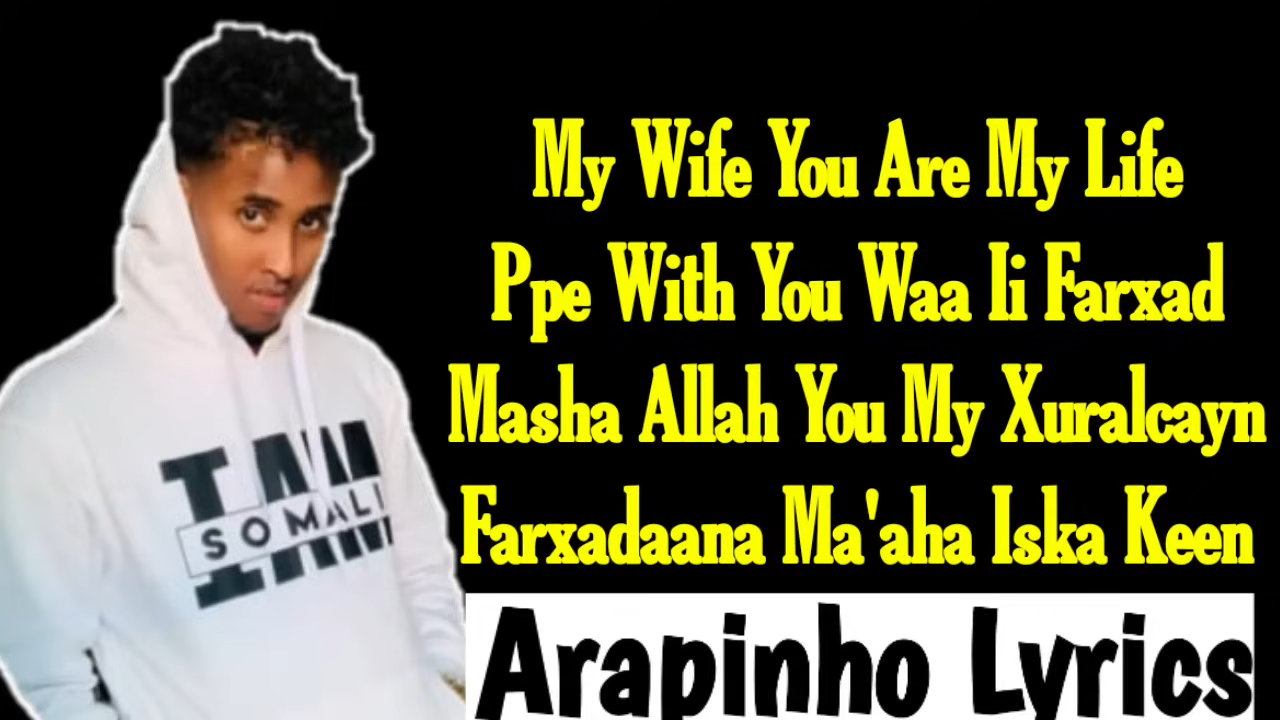 My Wife You Are My Life
Ppe With You Waa Ii Farxad
Masha Allah You My Xuralcayn
Farxadaana Ma'aha Iska Keen
I AM
SOMALI
Arapinho Lyrics